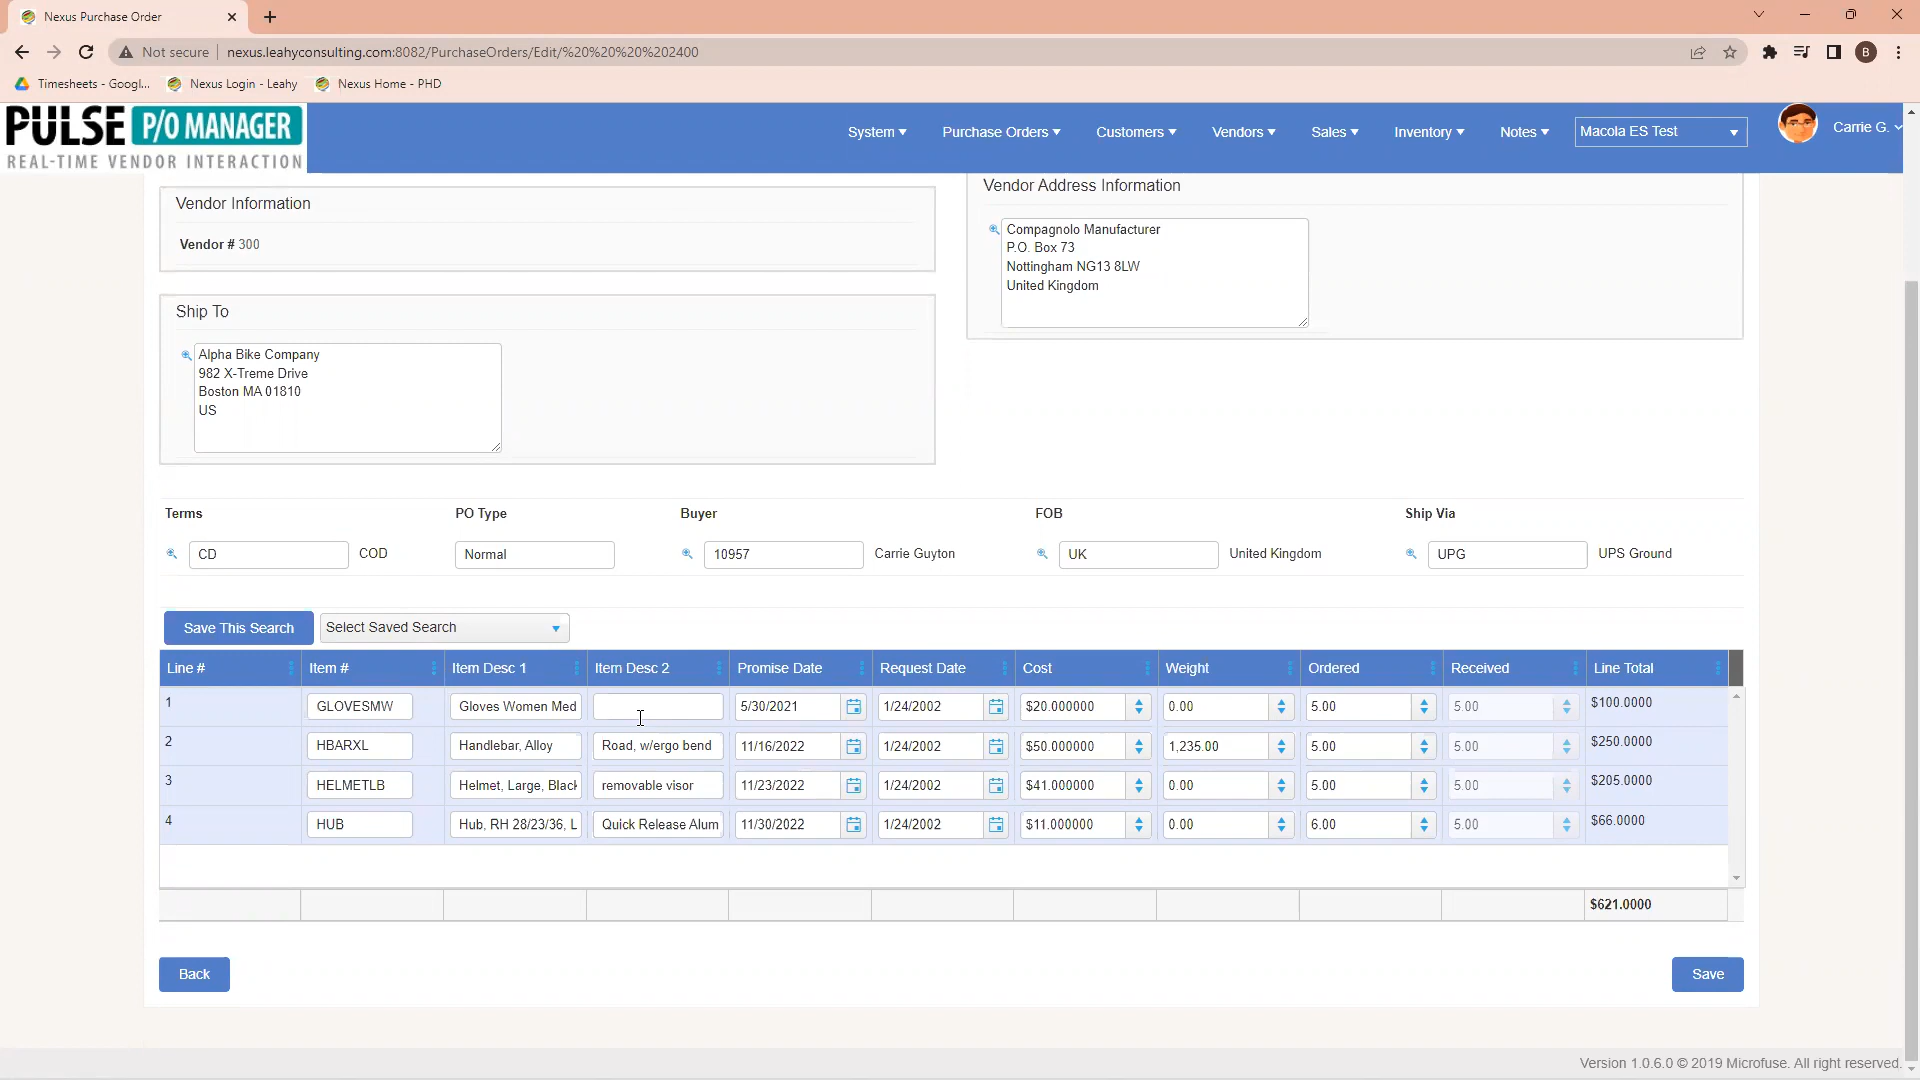 Nexus Purchase Order
Not secure nexus.leahyconsulting.com:8082/PurchaseOrders/Edit/%20%20%20%202400 B
Timesheets - Googl... Nexus Login - Leahy Nexus Home - PHD
PULSE P/O MANAGER
REAL-TIME VENDOR INTERACTION
System Purchase Orders Customers Vendors Sales Inventory Notes Macola ES Test Carrie G.
Vendor Information
Vendor # 300
Vendor Address Information
Compagnolo Manufacturer
P.O. Box 73
Nottingham NG13 8LW
United Kingdom
Ship To
Alpha Bike Company
982 X-Treme Drive
Boston MA 01810
US
Terms PO Type Buyer FOB Ship Via
CD COD Normal 10957 Carrie Guyton UK United Kingdom UPG UPS Ground
Save This Search Select Saved Search
Line # Item # Item Desc 1 Item Desc 2 Promise Date Request Date Cost Weight Ordered Received Line Total
1 GLOVESMW Gloves Women Med 5/30/2021 1/24/2002 $20.000000 0.00 5.00 5.00 $100.0000
2 HBARXL Handlebar, Alloy Road, w/ergo bend 11/16/2022 1/24/2002 $50.000000 1,235.00 5.00 5.00 $250.0000
3 HELMETLB Helmet, Large, Black removable visor 11/23/2022 1/24/2002 $41.000000 0.00 5.00 5.00 $205.0000
4 HUB Hub, RH 28/23/36, L Quick Release Alum 11/30/2022 1/24/2002 $11.000000 0.00 6.00 5.00 $66.0000
$621.0000
Back Save
Version 1.0.6.0 © 2019 Microfuse. All right reserved.